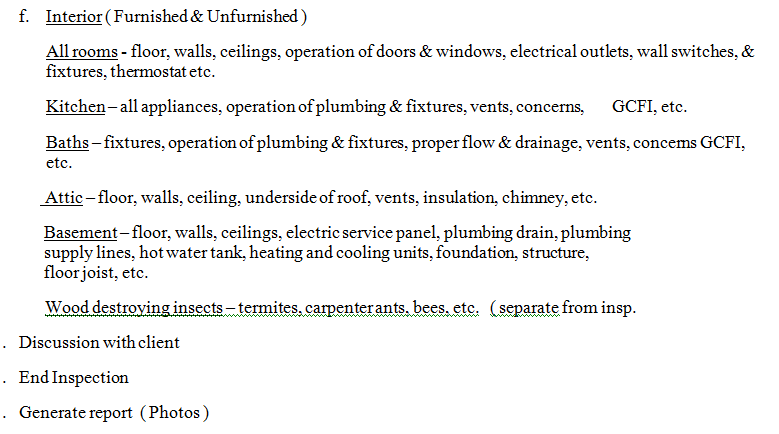 f. Interior ( Furnished & Unfurnished )
All rooms - floor, walls, ceilings, operation of doors & windows, electrical outlets, wall switches, &
fixtures, thermostat etc.
Kitchen – all appliances, operation of plumbing & fixtures, vents, concerns, GCFI, etc.
Baths – fixtures, operation of plumbing & fixtures, proper flow & drainage, vents, concerns GCFI,
etc.
Attic – floor, walls, ceiling, underside of roof, vents, insulation, chimney, etc.
Basement – floor, walls, ceilings, electric service panel, plumbing drain, plumbing
supply lines, hot water tank, heating and cooling units, foundation, structure,
floor joist, etc.
Wood destroying insects – termites, carpenter ants, bees, etc. ( separate from insp.
. Discussion with client
. End Inspection
. Generate report ( Photos )